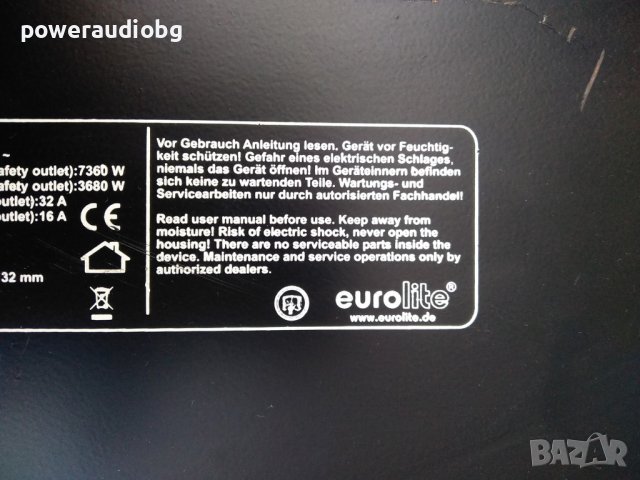 poweraudiobg
~
afety outlet):7360 W
afety outlet):3680 W
outlet):32 A
outlet):16 A
CE
32 mm
Vor Gebrauch Anleitung lesen. Gerät vor Feuchtig-
keit schützen! Gefahr eines elektrischen Schlages,
niemals das Gerät öffnen! Im Geräteinnern befinden
sich keine zu wartenden Teile. Wartungs- und
Servicearbeiten nur durch autorisierten Fachhandel!
Read user manual before use. Keep away from
moisture! Risk of electric shock, never open the
housing! There are no serviceable parts inside the
device. Maintenance and service operations only by
authorized dealers.
eurolite®
www.eurolite.de
BAZAR